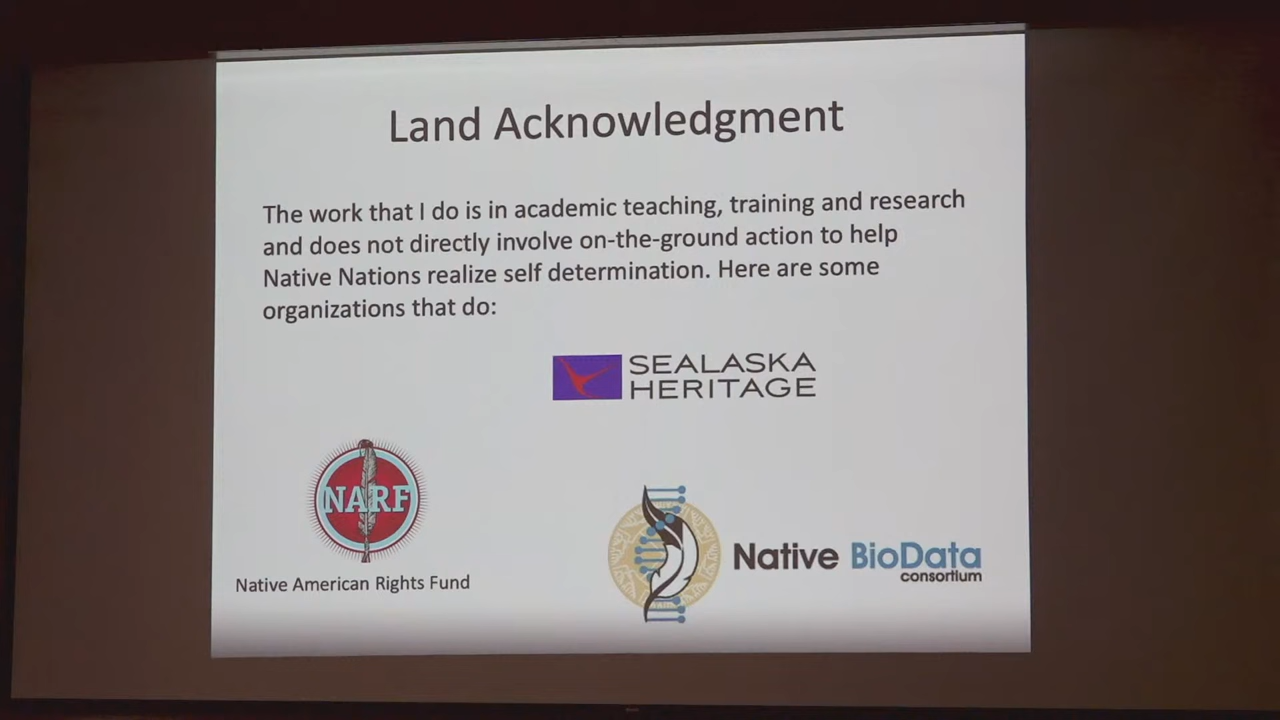 Land Acknowledgment
The work that I do is in academic teaching, training and research
and does not directly involve on-the-ground action to help
Native Nations realize self determination. Here are some
organizations that do:
SEALASKA
HERITAGE
NARF
Native American Rights Fund
Native BioData
consortium